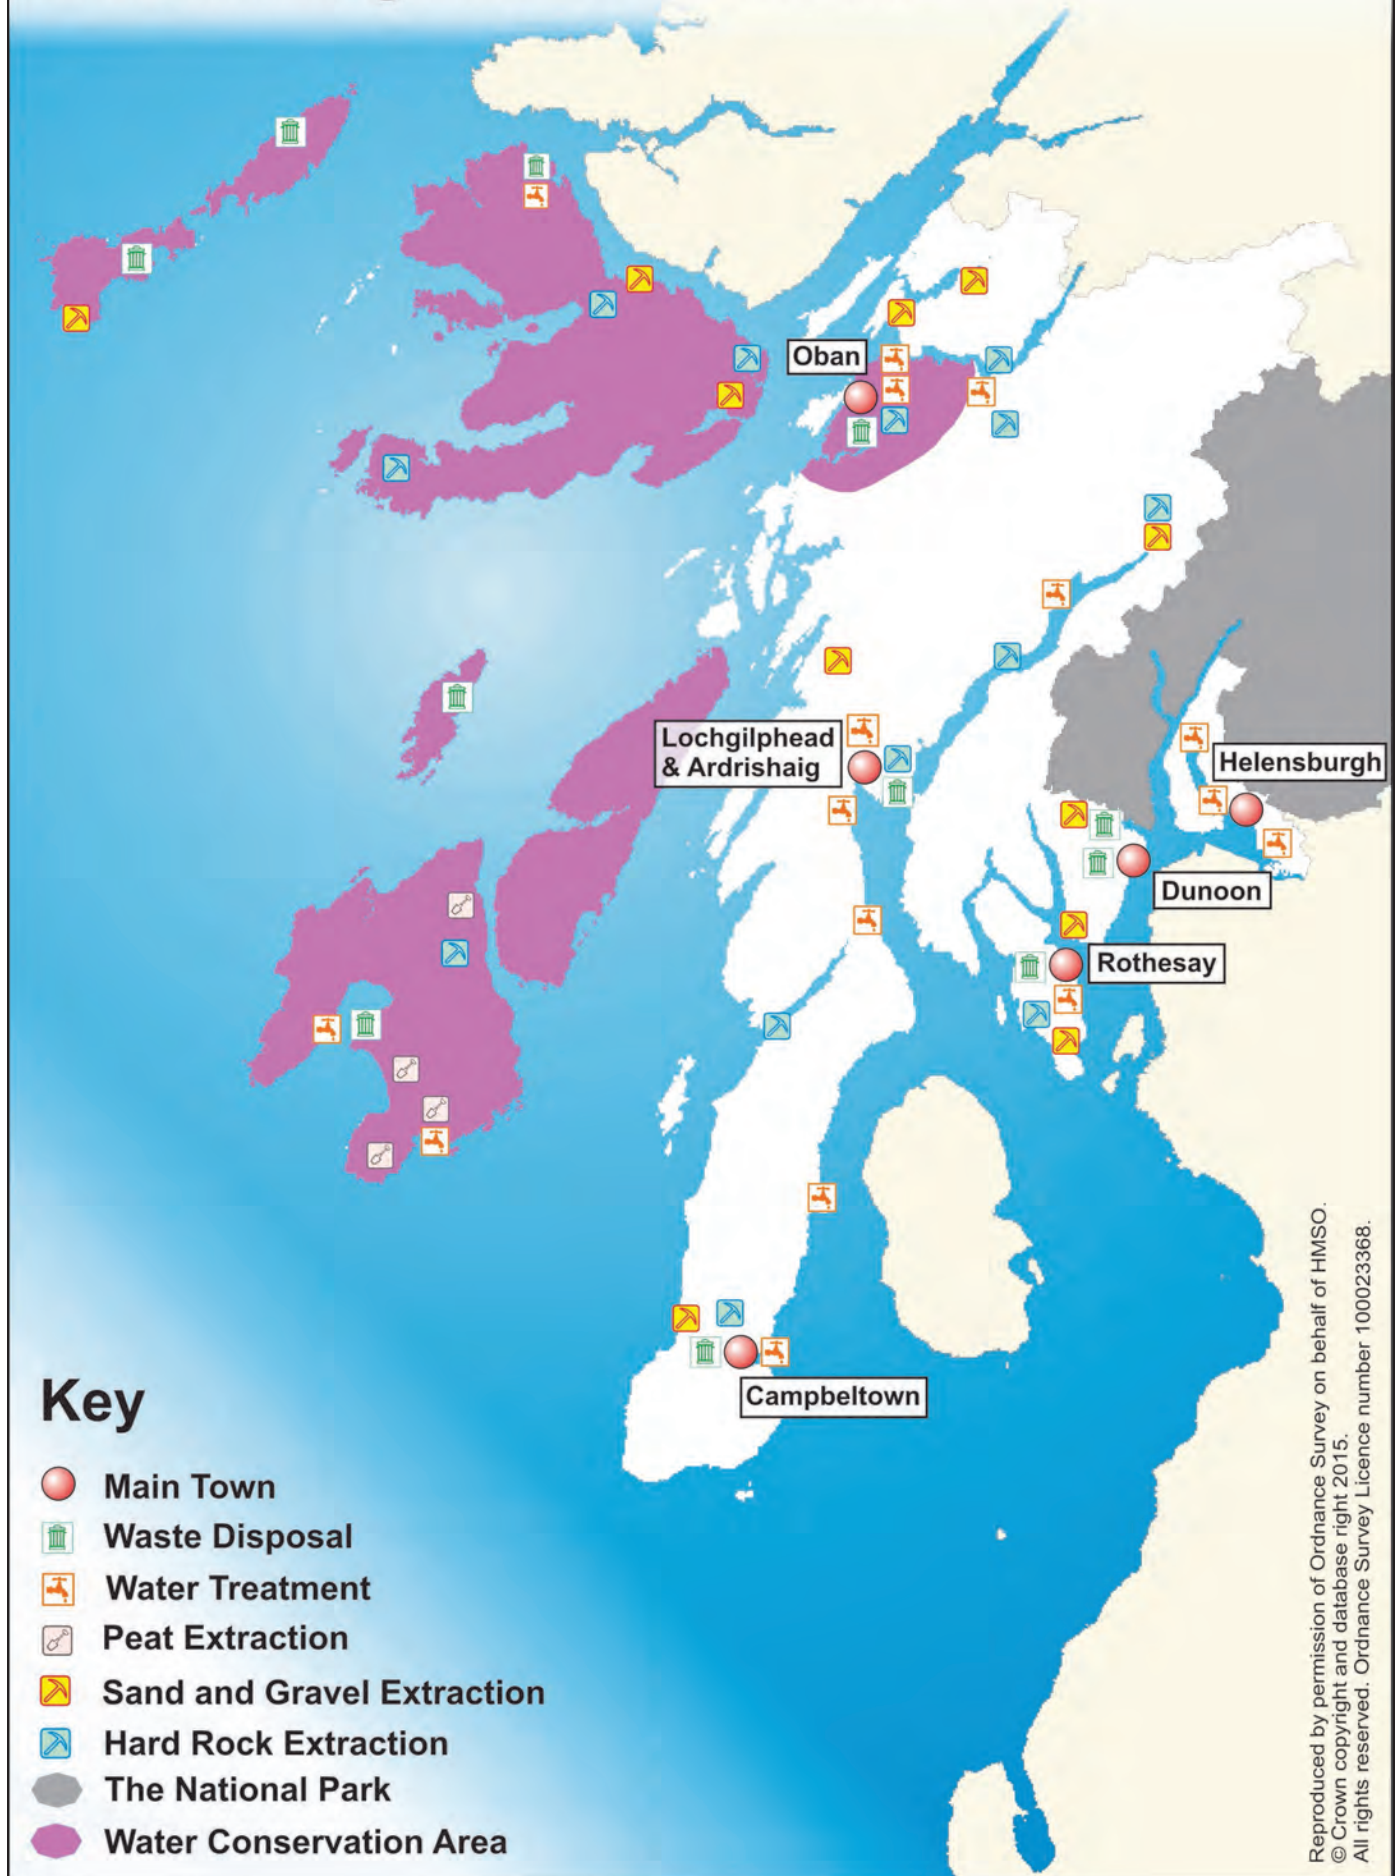 Oban
Lochgilphead
& Ardrishaig
Helensburgh
Dunoon
Rothesay
Campbeltown
Key
Main Town
Waste Disposal
Water Treatment
Peat Extraction
Sand and Gravel Extraction
Hard Rock Extraction
The National Park
Water Conservation Area
Reproduced by permission of Ordnance Survey on behalf of HMSO.
© Crown copyright and database right 2015.
All rights reserved. Ordnance Survey Licence number 100023368.